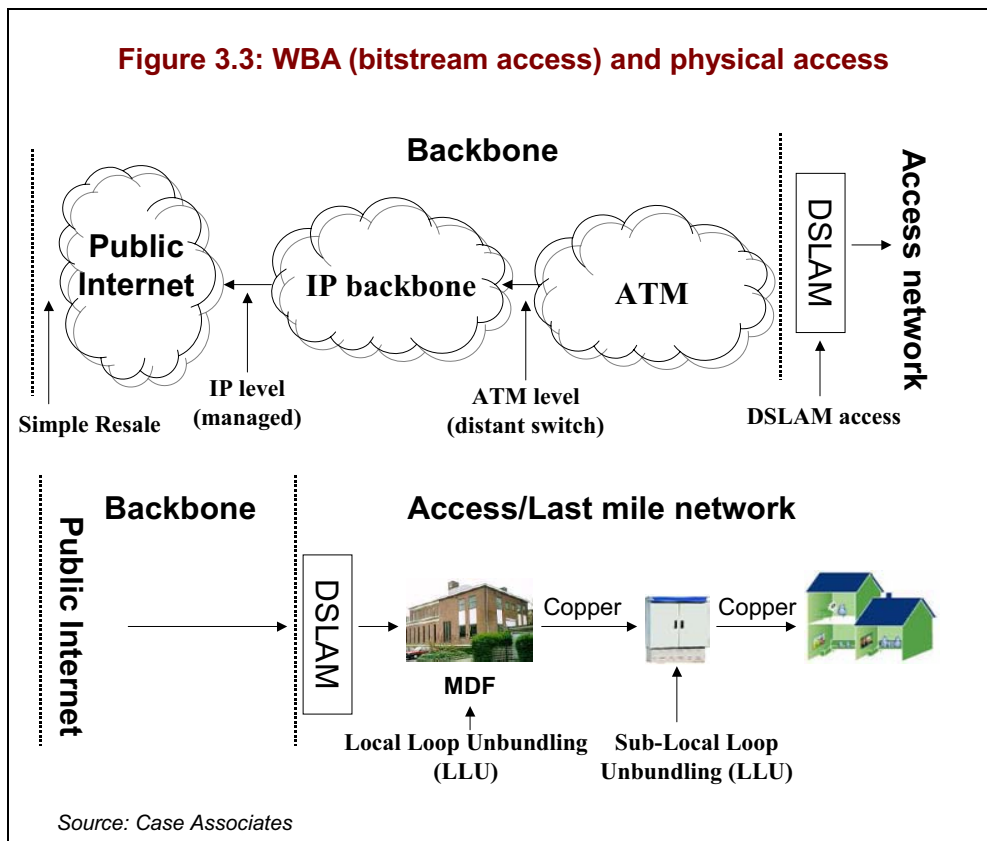 Figure 3.3: WBA (bitstream access) and physical access
Backbone
Access network
DSLAM
Public
Internet
IP backbone
ATM
IP level
(managed)
ATM level
(distant switch)
Simple Resale
DSLAM access
Backbone
Access/Last mile network
Public Internet
DSLAM
Copper
Copper
MDF
Local Loop Unbundling
(LLU)
Sub-Local Loop
Unbundling (LLU)
Source: Case Associates